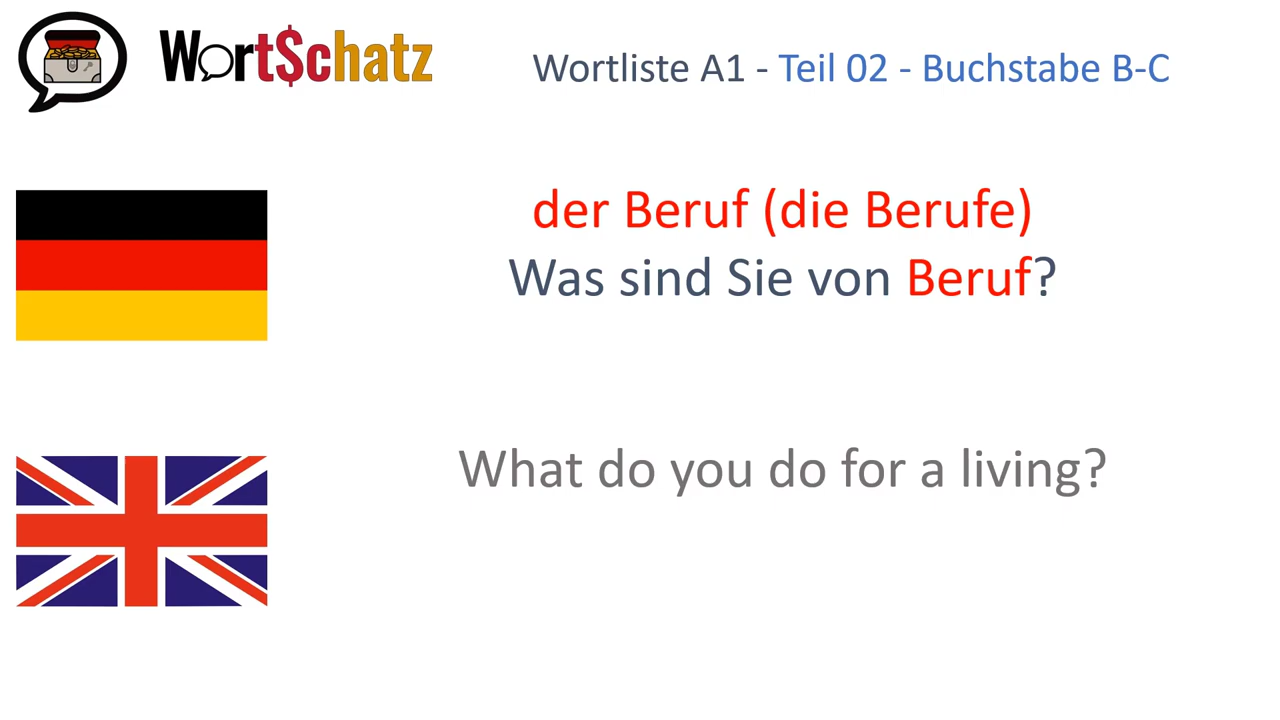 Wort$chatz
Wortliste A1 - Teil 02 - Buchstabe B-C
der Beruf (die Berufe)
Was sind Sie von Beruf?
What do you do for a living?